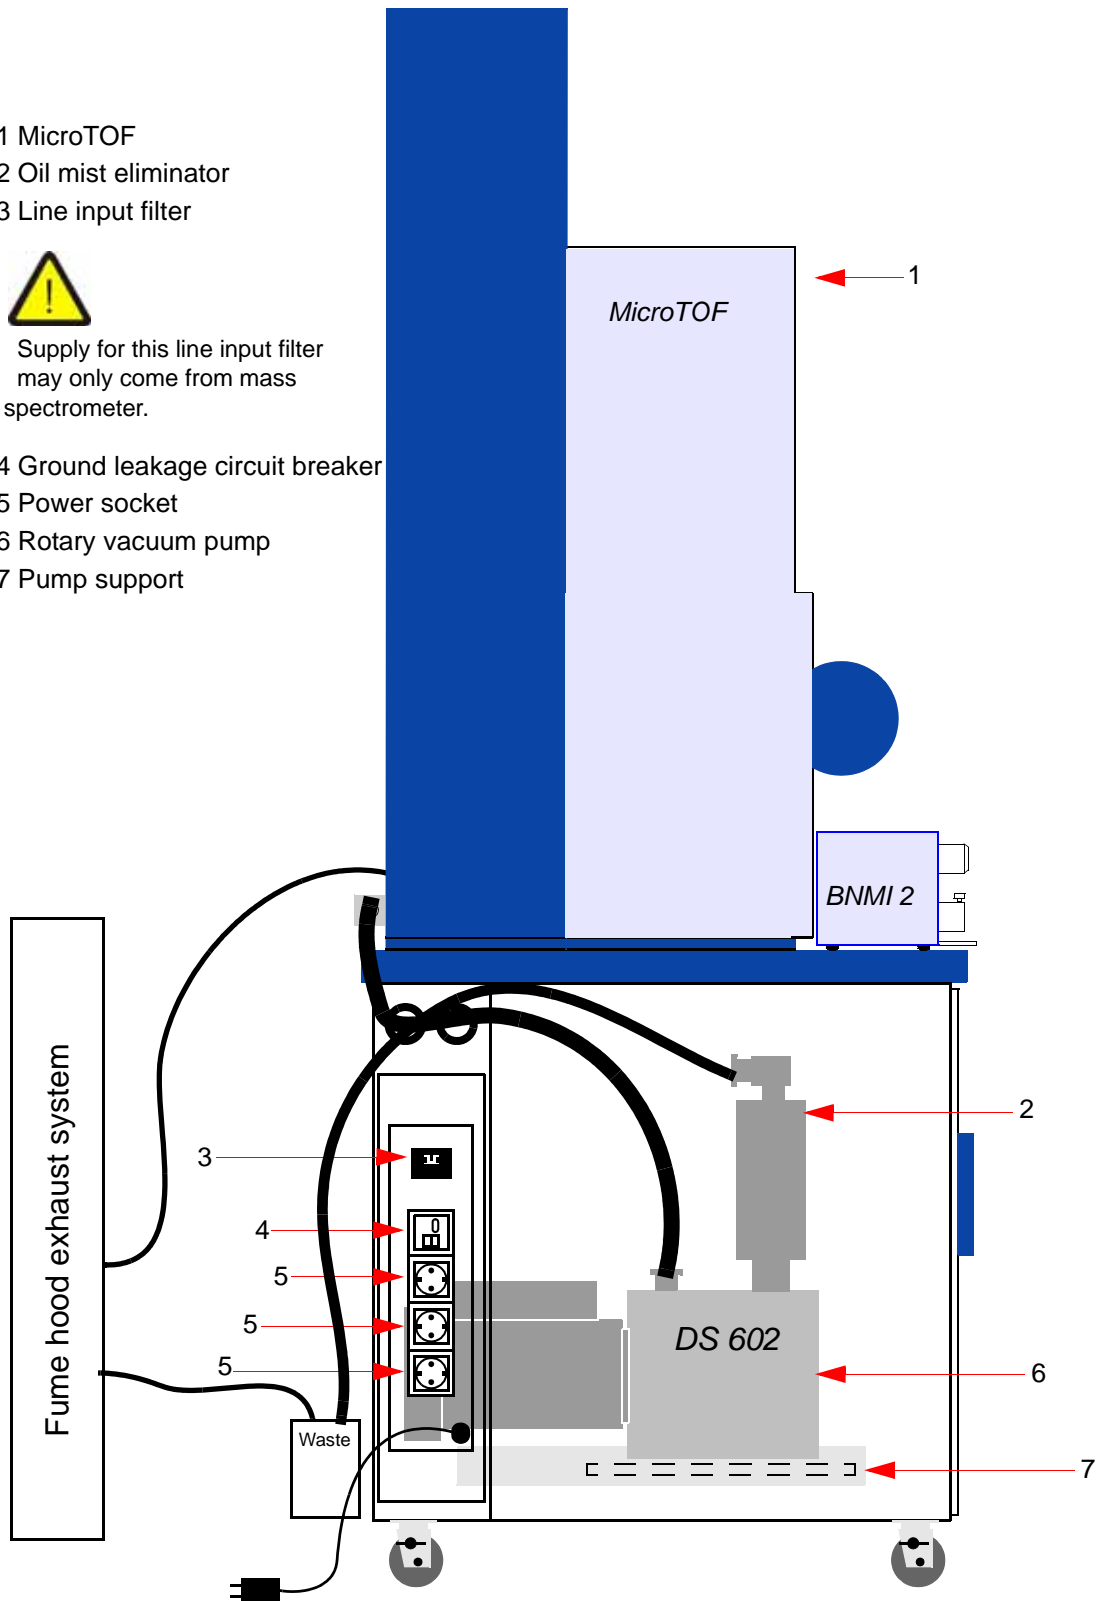 1 MicroTOF
2 Oil mist eliminator
3 Line input filter
!
Supply for this line input filter
may only come from mass
spectrometer.
4 Ground leakage circuit breaker
5 Power socket
6 Rotary vacuum pump
7 Pump support
MicroTOF
1
BNMI 2
Fume hood exhaust system
2
3
4
5
5
5
DS 602
6
Waste
7